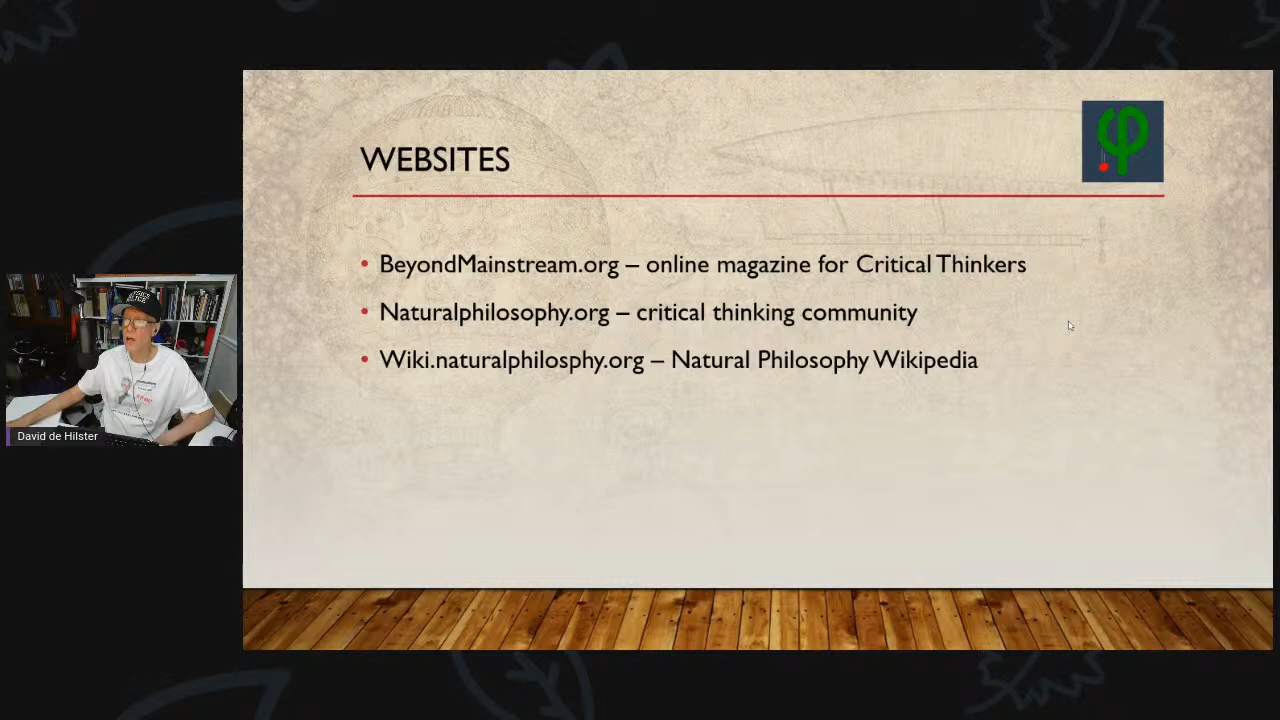 WEBSITES
• BeyondMainstream.org – online magazine for Critical Thinkers
• Naturalphilosophy.org – critical thinking community
• Wiki.naturalphilosphy.org – Natural Philosophy Wikipedia
David de Hilster